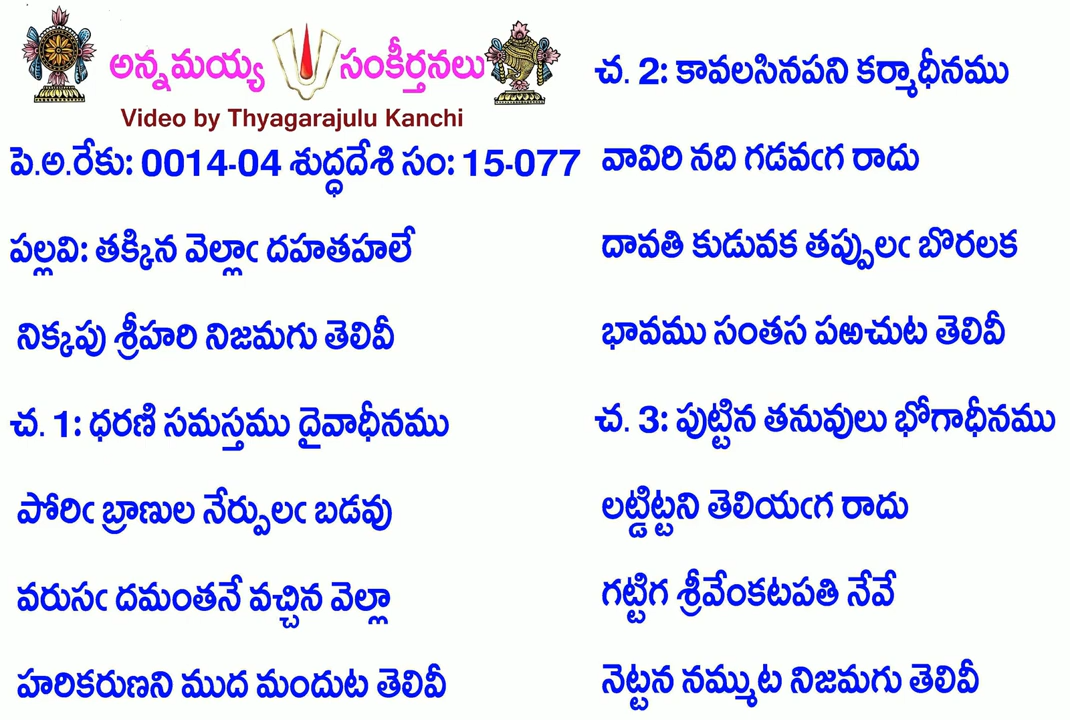 అన్నమయ్య సంకీర్తనలు
Video by Thyagarajulu Kanchi
పె.అ.రేకు: 0014-04 శుద్ధదేశి సం: 15-077
పల్లవి: తక్కిన వెల్లాఁ దహతహలే
నిక్కపు శ్రీహరి నిజమగు తెలివీ
చ. 1: ధరణి సమస్తము దైవాధీనము
పోరిఁ బ్రాణుల నేర్పులఁ బడవు
వరుసఁ దమంతనే వచ్చిన వెల్లా
హరికరుణని ముద మందుట తెలివీ
చ. 2: కావలసినపని కర్మాధీనము
వావిరి నది గడవఁగ రాదు
దావతి కుడువక తప్పులఁ బొరలక
భావము సంతస పఱచుట తెలివీ
చ. 3: పుట్టిన తనువులు భోగాధీనము
లట్టిట్టని తెలియఁగ రాదు
గట్టిగ శ్రీవేంకటపతి నేవే
నెట్టన నమ్ముట నిజమగు తెలివీ